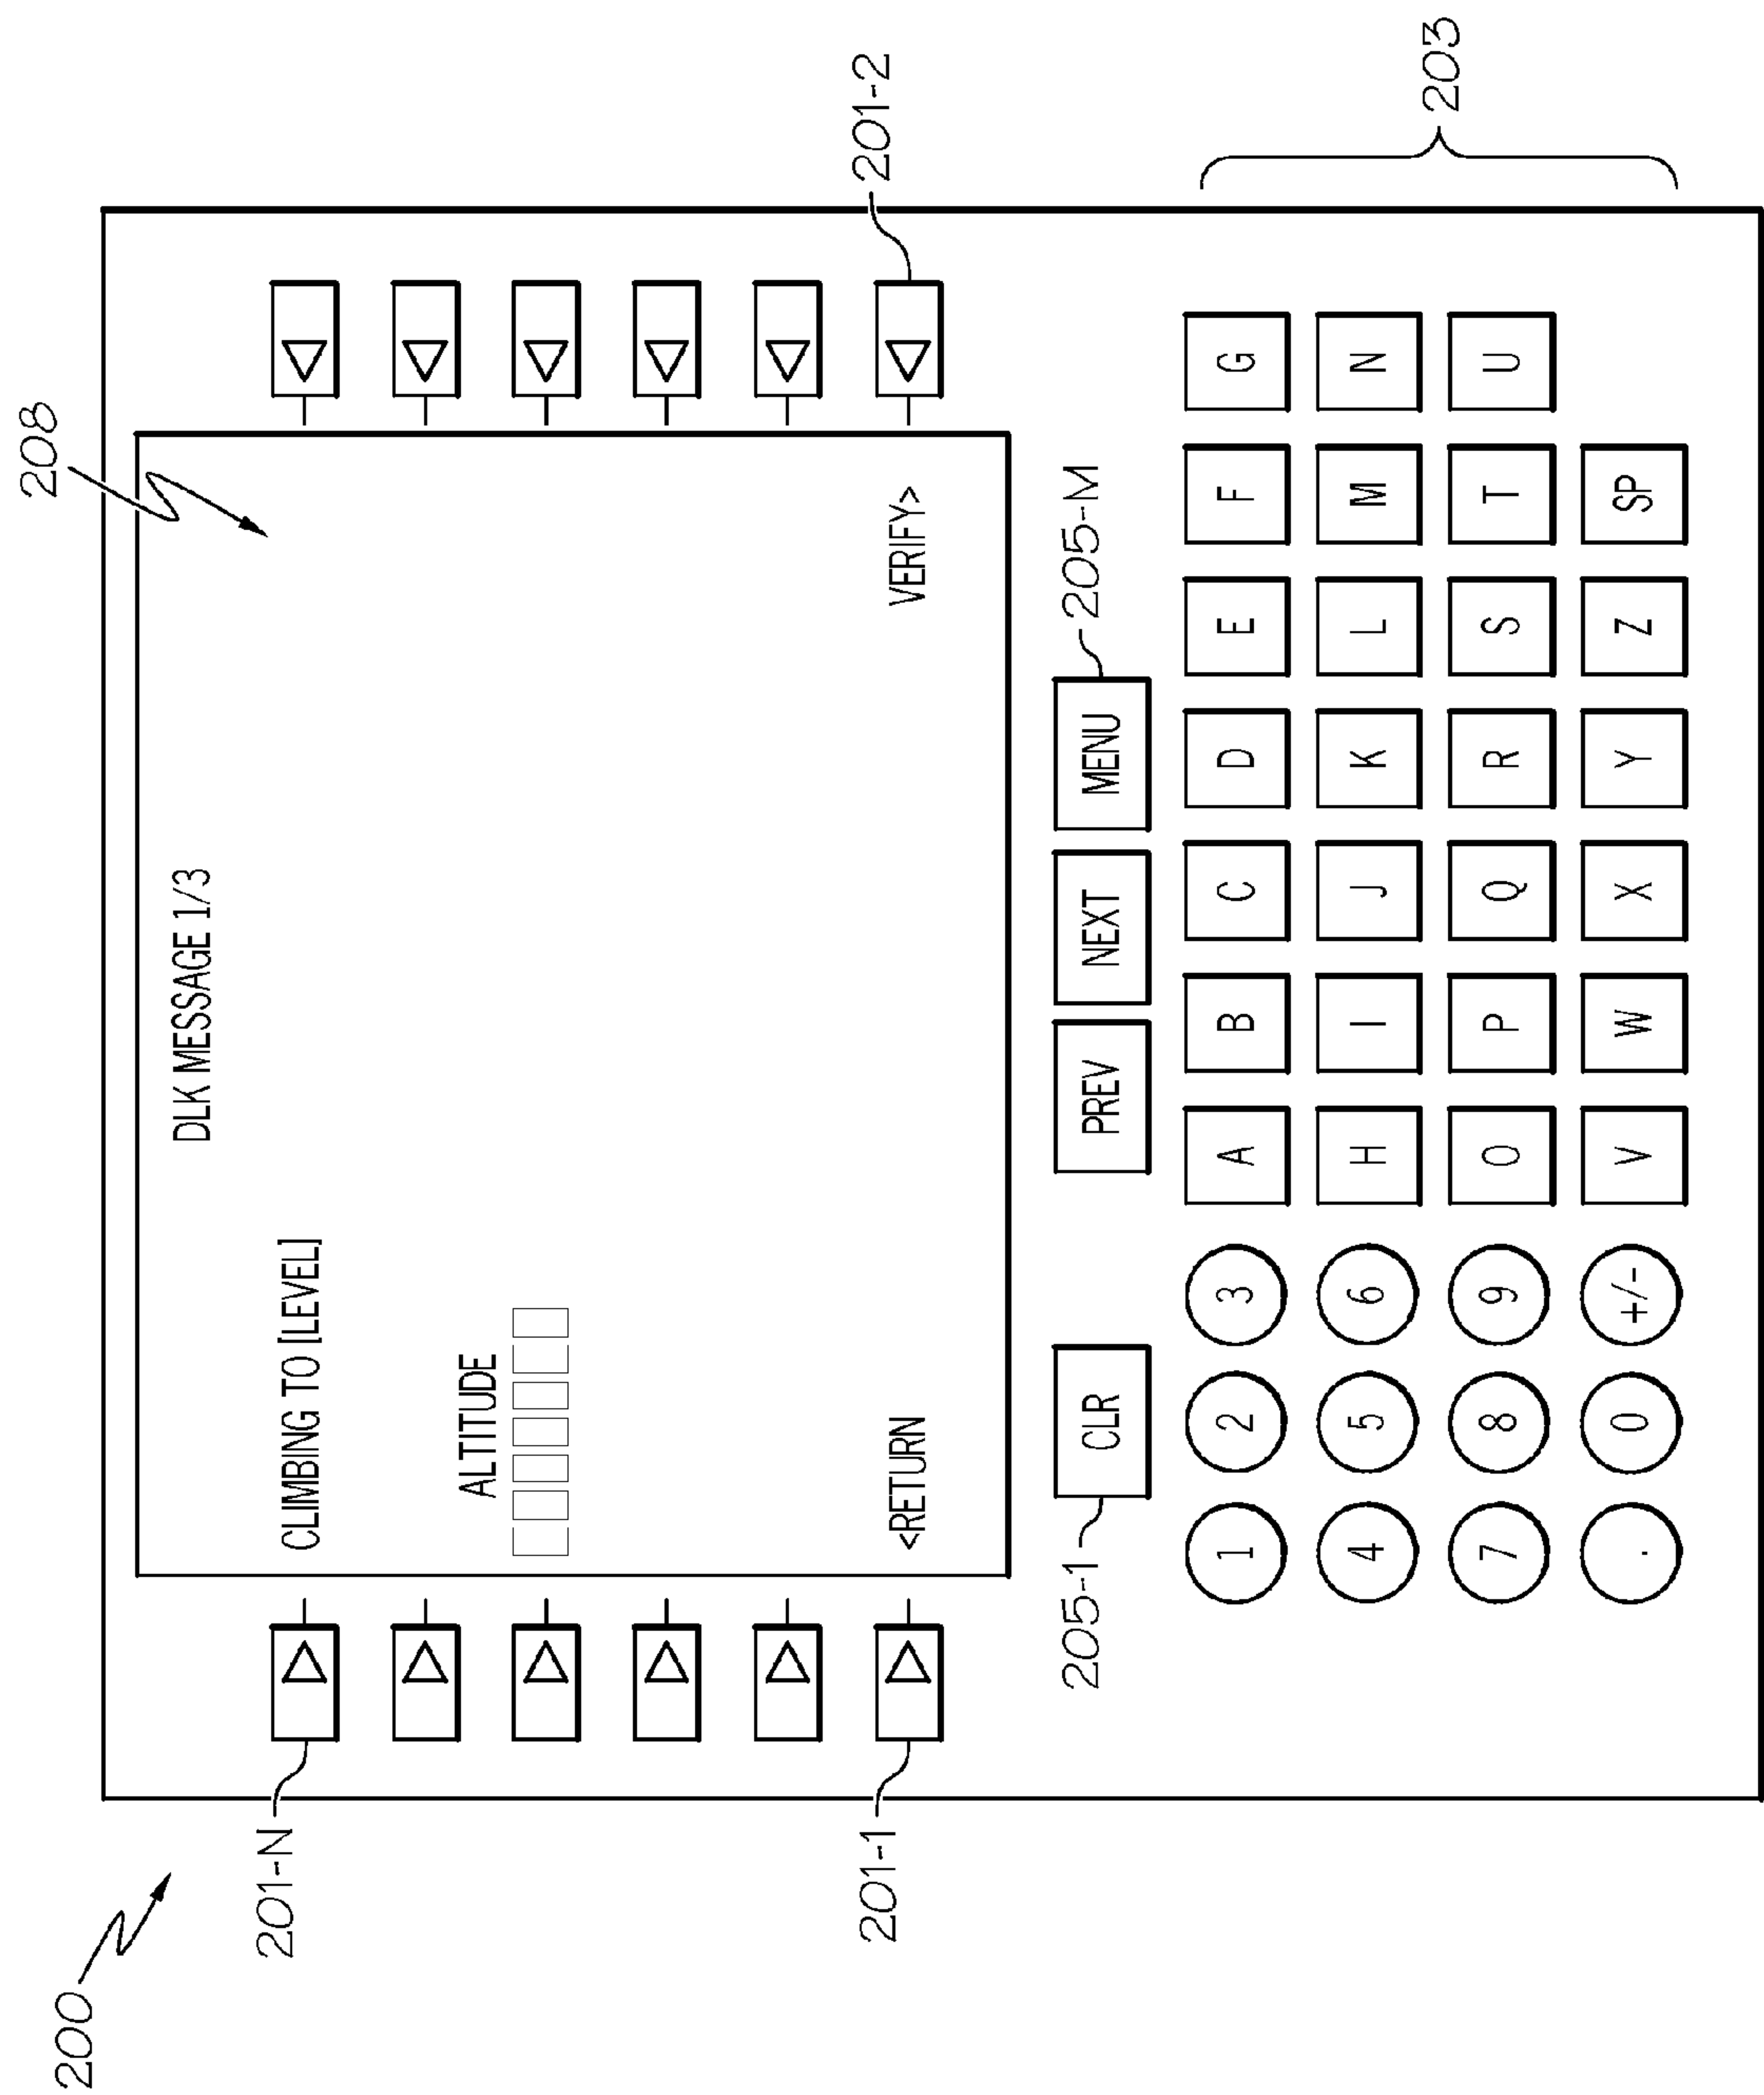 200
208
DLK MESSAGE 1/3
201-N
CLIMBING TO [LEVEL]
ALTITUDE
201-1
<RETURN
VERIFY>
201-2
205-1
CLR
PREV
NEXT
MENU
205-M
1 2 3 A B C D E F G
4 5 6 H I J K L M N
7 8 9 O P Q R S T U
. 0 +/- V W X Y Z SP
203